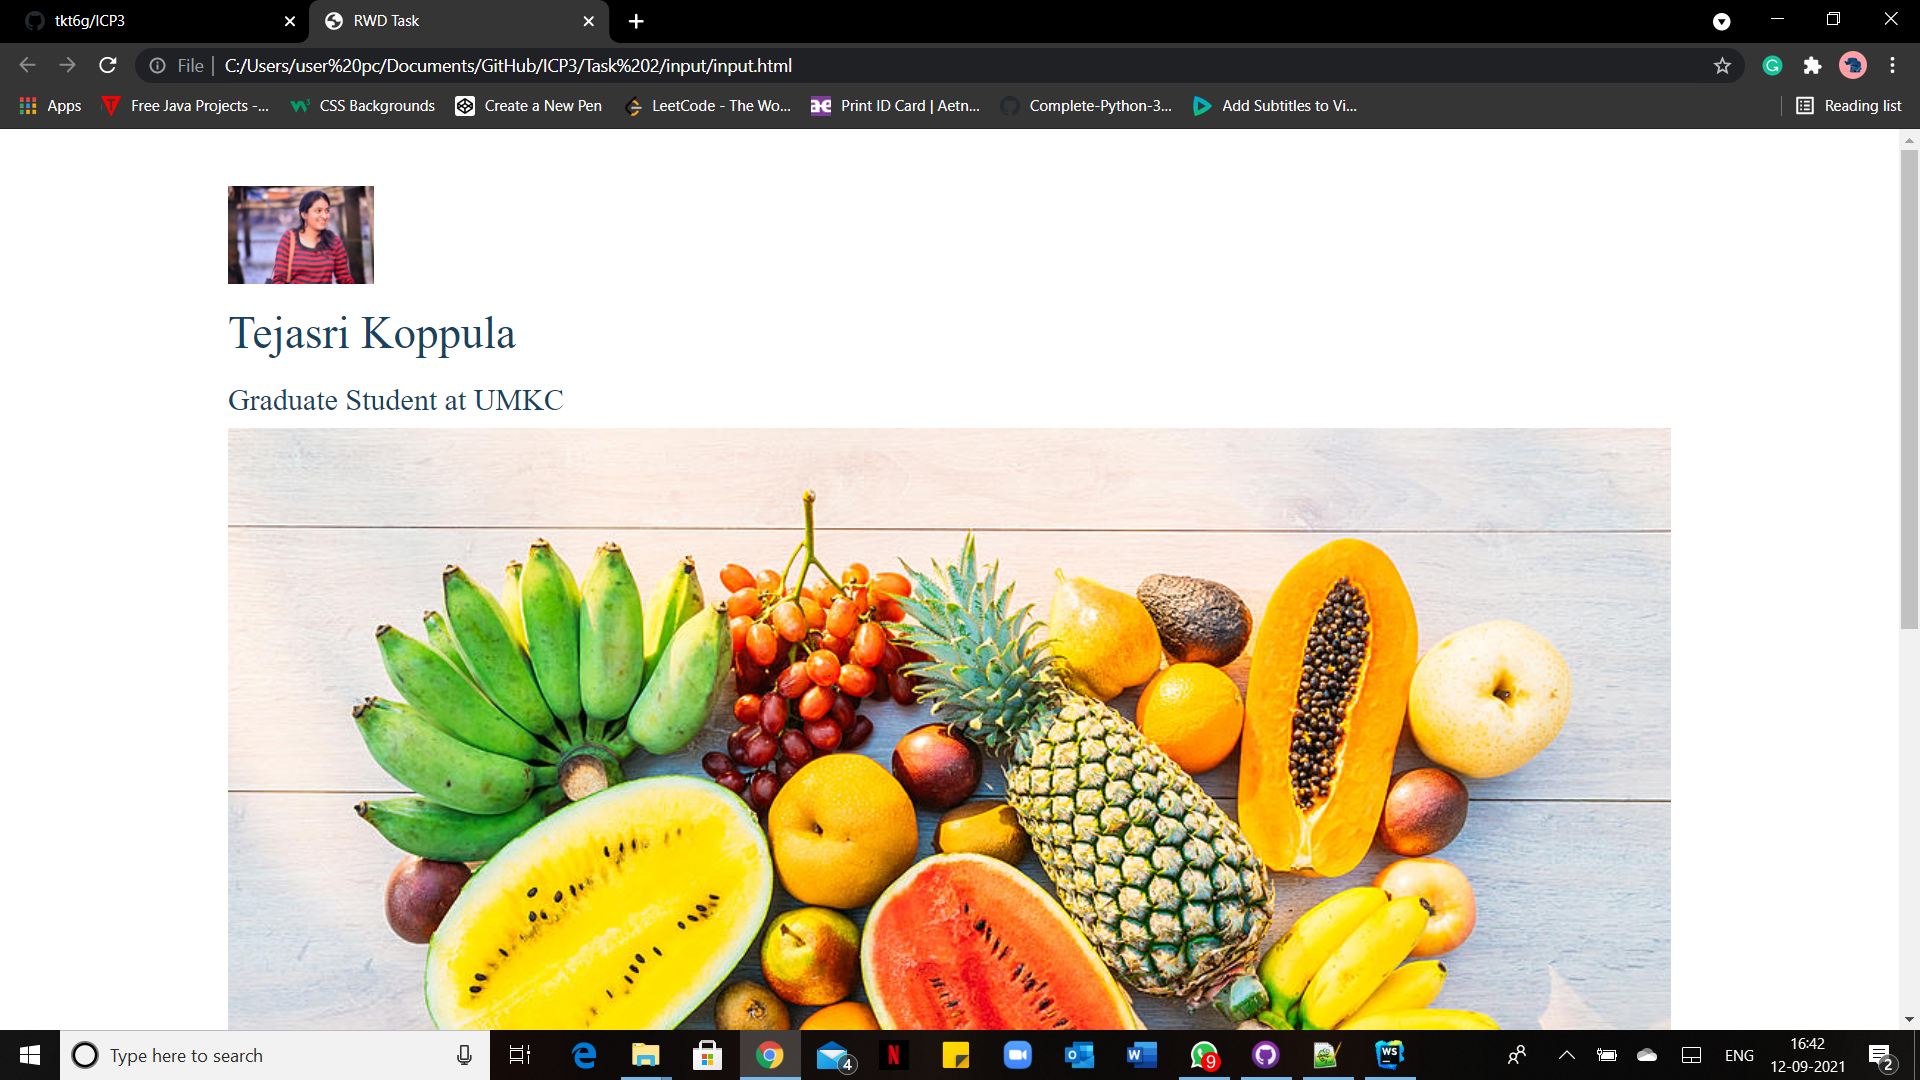 tkt6g/ICP3
RWD Task
File
C:/Users/user%20pc/Documents/GitHub/ICP3/Task%202/input/input.html
Apps
Free Java Projects -...
CSS Backgrounds
Create a New Pen
LeetCode - The Wo...
Print ID Card | Aetn...
Complete-Python-3...
Add Subtitles to Vi...
Reading list
Tejasri Koppula
Graduate Student at UMKC
Type here to search
4
9
WS
ENG
16:42
12-09-2021
2